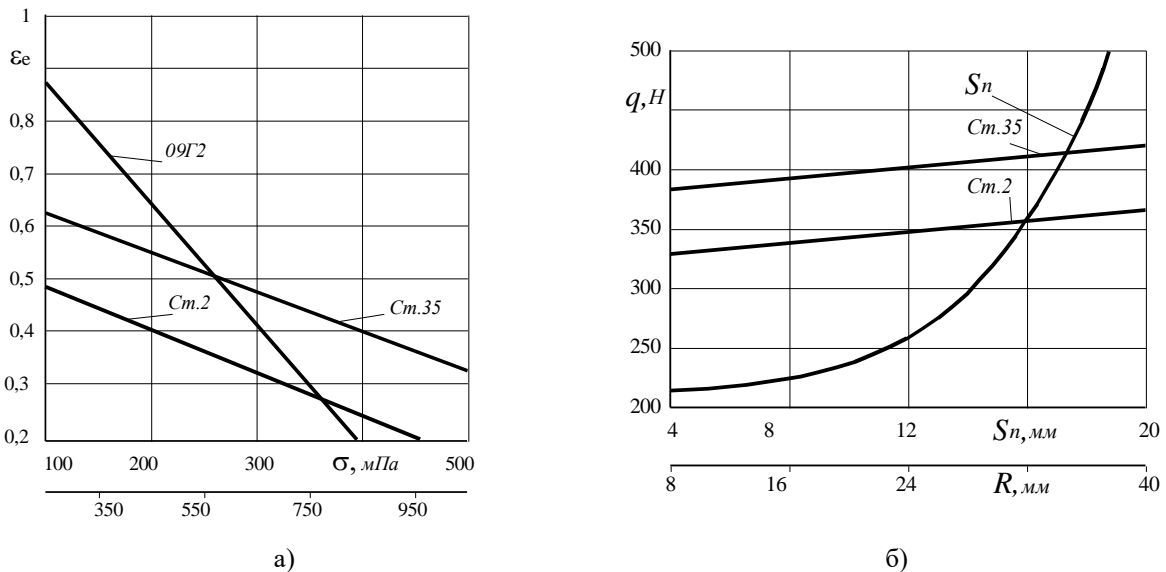 1
εe
0,8
0,7
0,6
0,5
0,4
0,3
0,2
09Г2
Ст.2
Ст.35
100 200 300 σ, мПа 500
350 550 750 950
а)
500
q,Н
400
350
300
250
200
Sп
Ст.35
Ст.2
4 8 12 Sп,мм 20
8 16 24 R,мм 40
б)